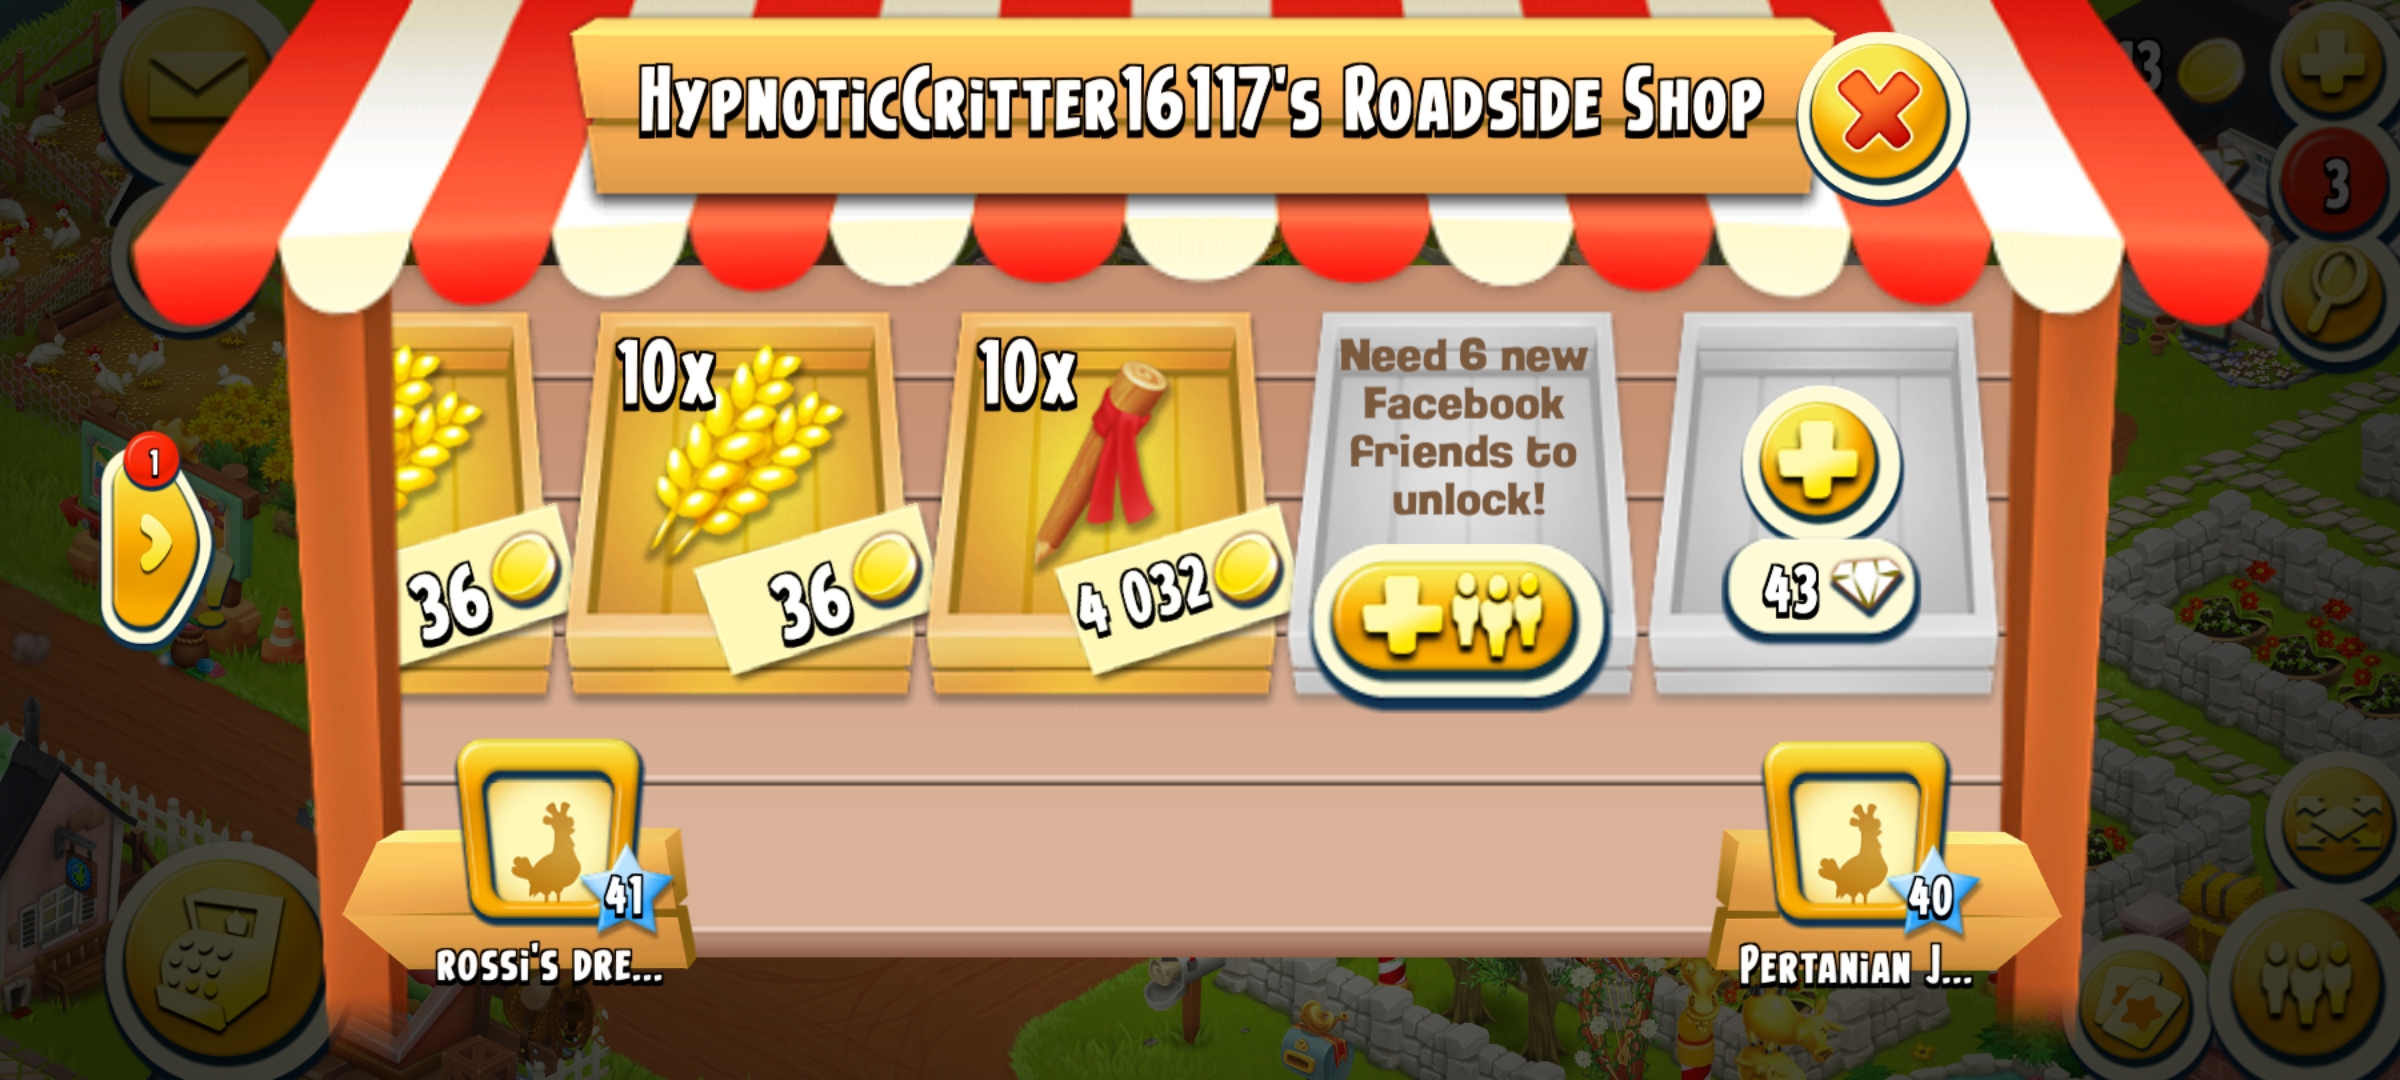 HypnoticCritter16117's Roadside Shop
3
3
1
10x
10x
36
36
4 032
Need 6 new
Facebook
friends to
unlock!
43
41
40
ROSSi'S DRE...
PERTANIAN J...